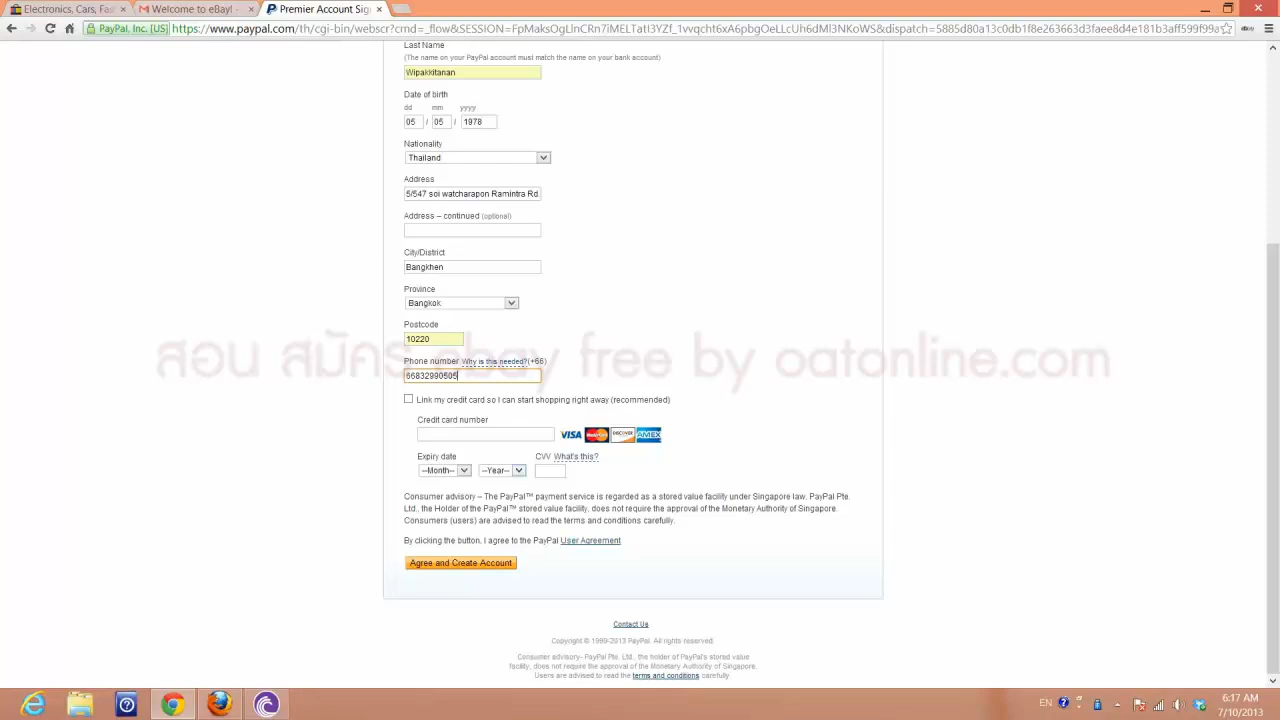 Electronics, Cars, Fas
Welcome to eBay! -
Premier Account Sig
PayPal, Inc. [US] https://www.paypal.com/th/cgi-bin/webscr?cmd=_flow&SESSION=
Last Name
(The name on your PayPal account must match the name on your bank account)
Wipakkitanan
Date of birth
dd mm yyyy
05 / 05 / 1978
Nationality
Thailand
Address
5/547 soi watcharapon Ramintra Rd.
Address – continued (optional)
City/District
Bangkhen
Province
Bangkok
Postcode
10220
สอน สมัคร ebay free by oatonline.com
Phone number Why is this needed?(+66)
66832990505
Link my credit card so I can start shopping right away (recommended)
Credit card number
VISA MasterCard DISCOVER AMEX
Expiry date CVV What's this?
--Month-- --Year--
Consumer advisory – The PayPal™ payment service is regarded as a stored value facility under Singapore law. PayPal Pte.
Ltd., the Holder of the PayPal™ stored value facility, does not require the approval of the Monetary Authority of Singapore.
Consumers (users) are advised to read the terms and conditions carefully.
By clicking the button, I agree to the PayPal User Agreement.
Agree and Create Account
Contact Us
Copyright © 1999-2013 PayPal. All rights reserved.
Consumer advisory- PayPal Pte. Ltd., the holder of PayPal's stored value
facility, does not require the approval of the Monetary Authority of Singapore.
Users are advised to read the terms and conditions carefully.
EN
6:17 AM
7/10/2013